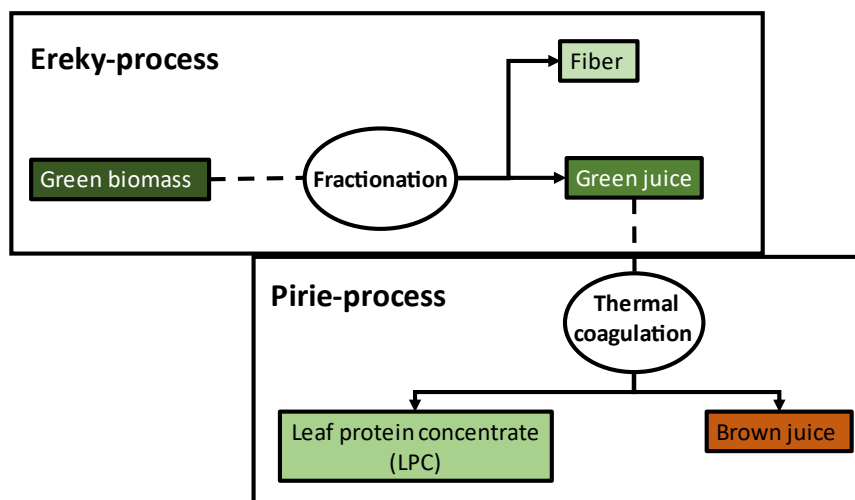 Ereky-process
Fiber
Green biomass
Fractionation
Green juice
Pirie-process
Thermal
coagulation
Leaf protein concentrate
(LPC)
Brown juice